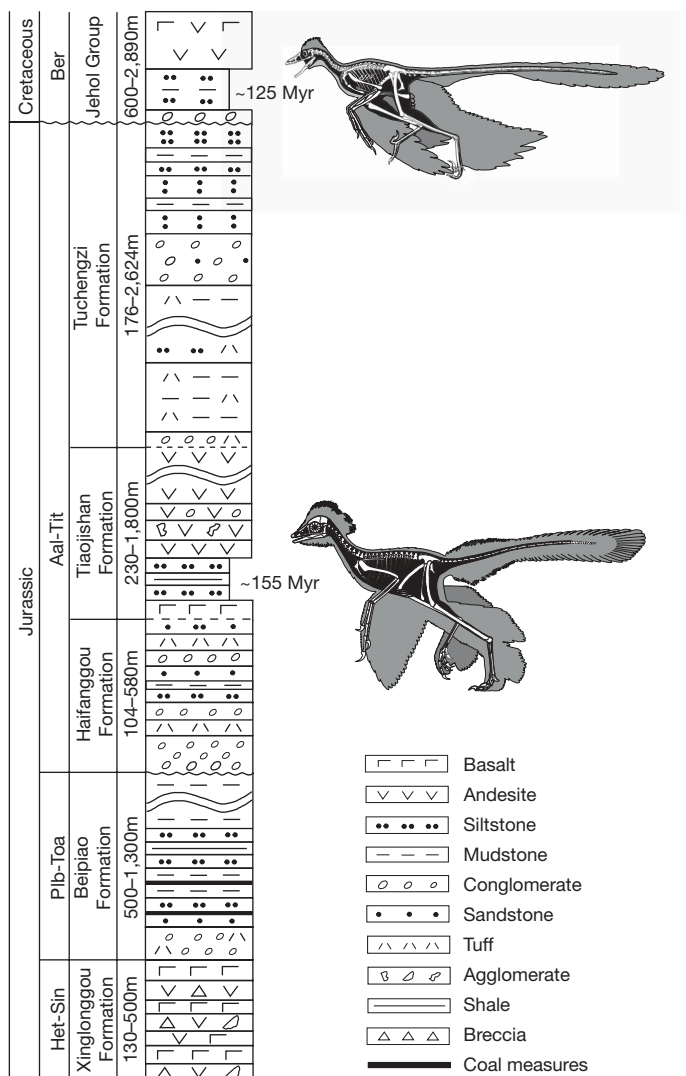 Cretaceous
Ber
Jehol Group
600–2,890m
~125 Myr
Jurassic
Aal-Tit
Tuchengzi
Formation
176–2,624m
Tiaojishan
Formation
230–1,800m
~155 Myr
Haifanggou
Formation
104–580m
Plb-Toa
Beipiao
Formation
500–1,300m
Het-Sin
Xinglonggou
Formation
130–500m
Basalt
Andesite
Siltstone
Mudstone
Conglomerate
Sandstone
Tuff
Agglomerate
Shale
Breccia
Coal measures